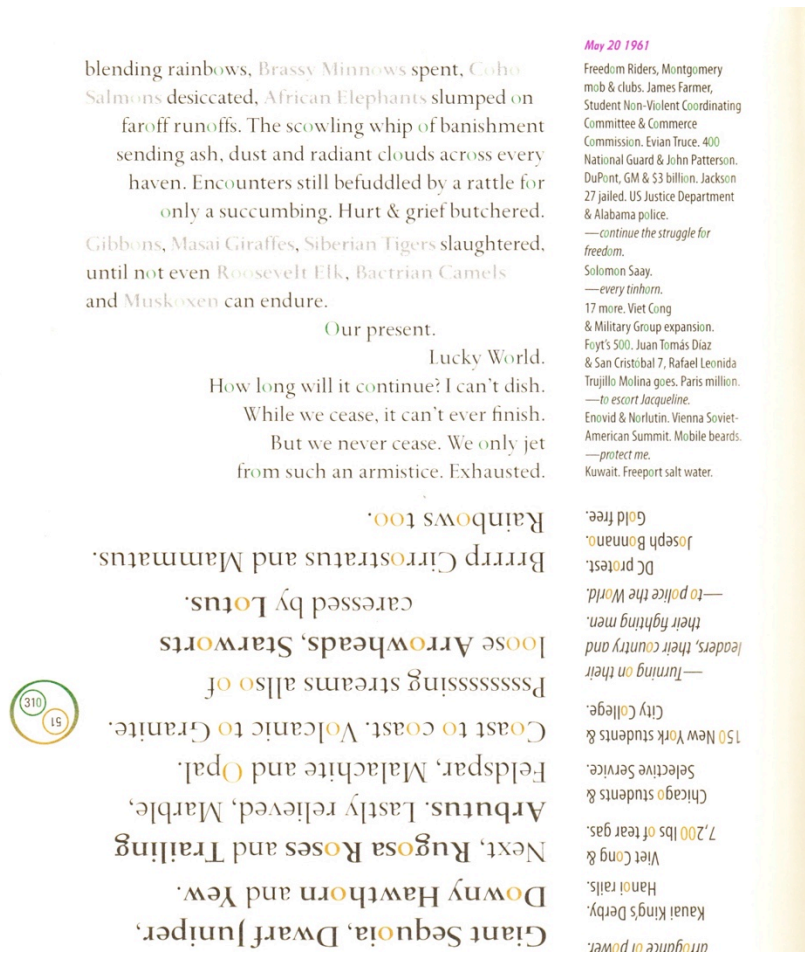 blending rainbows, Brassy Minnows spent, Coho
Salmons desiccated, African Elephants slumped on
faroff runoffs. The scowling whip of banishment
sending ash, dust and radiant clouds across every
haven. Encounters still befuddled by a rattle for
only a succumbing. Hurt & grief butchered.
Gibbons, Masai Giraffes, Siberian Tigers slaughtered,
until not even Roosevelt Elk, Bactrian Camels
and Muskoxen can endure.
Our present.
Lucky World.
How long will it continue? I can't dish.
While we cease, it can't ever finish.
But we never cease. We only jet
from such an armistice. Exhausted.
May 20 1961
Freedom Riders, Montgomery
mob & clubs. James Farmer,
Student Non-Violent Coordinating
Committee & Commerce
Commission. Evian Truce. 400
National Guard & John Patterson.
DuPont, GM & $3 billion. Jackson
27 jailed. US Justice Department
& Alabama police.
—continue the struggle for
freedom.
Solomon Saay.
—every tinhorn.
17 more. Viet Cong
& Military Group expansion.
Foyt's 500. Juan Tomás Díaz
& San Cristóbal 7, Rafael Leonida
Trujillo Molina goes. Paris million.
—to escort Jacqueline.
Enovid & Norlutin. Vienna Soviet-
American Summit. Mobile beards.
—protect me.
Kuwait. Freeport salt water.
310
51
Giant Sequoia, Dwarf Juniper,
Downy Hawthorn and Yew.
Next, Rugosa Roses and Trailing
Arbutus. Lastly relieved, Marble,
Feldspar, Malachite and Opal.
Coast to coast. Volcanic to Granite.
Psssssssing streams allso of
loose Arrowheads, Starworts
caressed by Lotus.
Brrrrp Cirrostratus and Mammatus.
Rainbows too.
arrogance of power.
Kauai King's Derby.
Hanoi rails.
Viet Cong &
7,200 lbs of tear gas.
Chicago students &
Selective Service.
150 New York students &
City College.
—Turning on their
leaders, their country and
their fighting men.
—to police the World.
DC protest.
Joseph Bonnano.
Gold free.